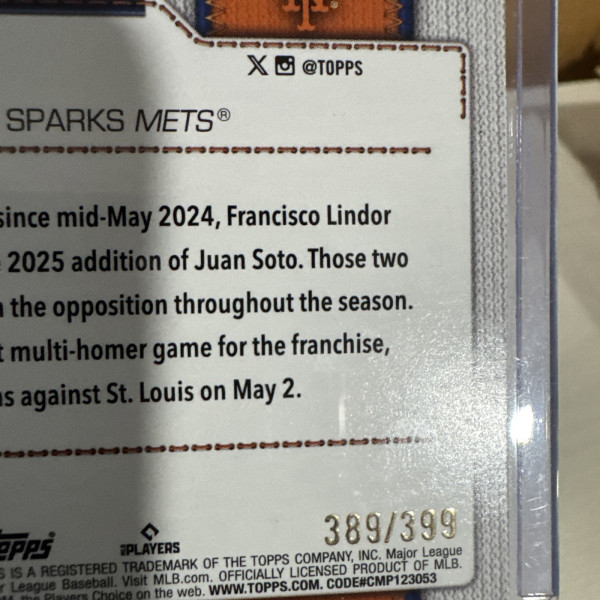 X @TOPPS
SPARKS METS®
since mid-May 2024, Francisco Lindor
2025 addition of Juan Soto. Those two
the opposition throughout the season.
multi-homer game for the franchise,
against St. Louis on May 2.
389/399
Topps
PLAYERS
IS A REGISTERED TRADEMARK OF THE TOPPS COMPANY, INC. Major League
League Baseball. Visit MLB.com. OFFICIALLY LICENSED PRODUCT OF MLB.
the Players Choice on the web. WWW.TOPPS.COM. CODE#CMP123053